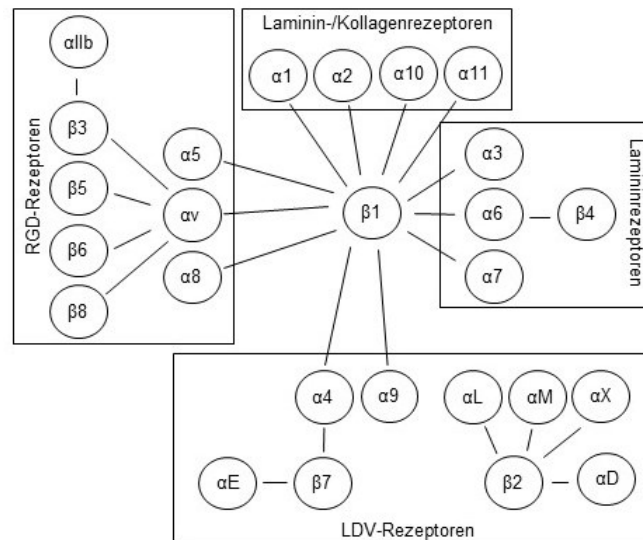 Laminin-/Kollagenrezeptoren
α1 α2 α10 α11
RGD-Rezeptoren
αIIb
β3
β5
β6
β8
α5
αv
α8
β1
α3
α6
α7
β4
Lamininrezeptoren
α4 α9 αL αM αX
αE β7 β2 αD
LDV-Rezeptoren